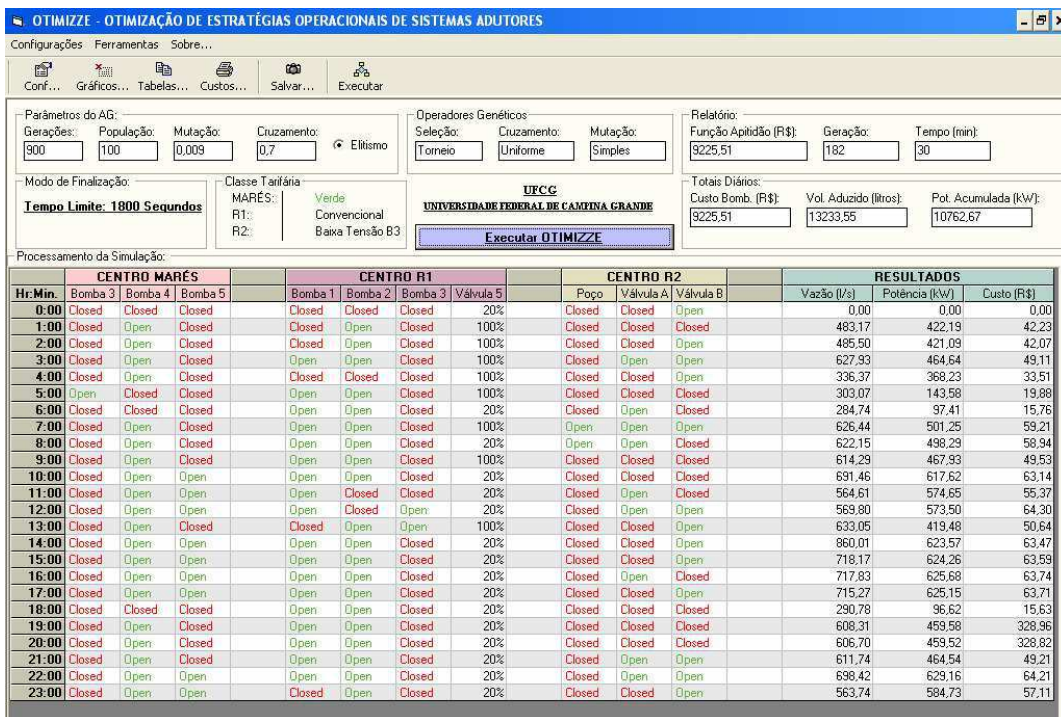 OTIMIZZE - OTIMIZAÇÃO DE ESTRATÉGIAS OPERACIONAIS DE SISTEMAS ADUTORES
Configurações Ferramentas Sobre...
Conf... Gráficos... Tabelas... Custos... Salvar... Executar
Parâmetros do AG: Operadores Genéticos Relatório:
Gerações: População: Mutação: Cruzamento: Seleção: Cruzamento: Mutação: Função Apitidão (R$): Geração: Tempo (min):
900 100 0,009 0,7 Elitismo Torneio Uniforme Simples 9225,51 182 30
Modo de Finalização: Classe Tarifária UFCG Totais Diários:
Tempo Limite: 1800 Segundos MARÉS: Verde UNIVERSIDADE FEDERAL DE CAMPINA GRANDE Custo Bomb. (R$): Vol. Aduzido (litros): Pot. Acumulada (kW):
R1: Convencional 9225,51 13233,55 10762,67
R2: Baixa Tensão B3 Executar OTIMIZZE
Processamento da Simulação:
CENTRO MARÉS CENTRO R1 CENTRO R2 RESULTADOS
Hr:Min. Bomba 3 Bomba 4 Bomba 5 Bomba 1 Bomba 2 Bomba 3 Válvula 5 Poço Válvula A Válvula B Vazão (l/s) Potência (kW) Custo (R$)
0:00 Closed Closed Closed Closed Closed Closed 20% Closed Closed Open 0,00 0,00 0,00
1:00 Closed Open Closed Closed Open Closed 100% Closed Closed Closed 483,17 422,19 42,23
2:00 Closed Open Closed Closed Open Closed 100% Closed Closed Open 485,50 421,09 42,07
3:00 Closed Open Closed Open Open Closed 100% Closed Open Open 627,93 464,64 49,11
4:00 Closed Open Closed Closed Closed Closed 100% Closed Closed Open 336,37 368,23 33,51
5:00 Open Closed Closed Open Open Closed 100% Closed Closed Closed 303,07 143,58 19,88
6:00 Closed Closed Closed Open Open Closed 20% Closed Open Closed 284,74 97,41 15,76
7:00 Closed Open Closed Open Open Closed 100% Open Open Open 626,44 501,25 59,21
8:00 Closed Open Closed Open Open Closed 20% Open Open Closed 622,15 498,29 58,94
9:00 Closed Open Closed Open Open Closed 100% Closed Closed Closed 614,29 467,93 49,53
10:00 Closed Open Open Open Open Closed 20% Closed Closed Open 691,46 617,62 63,14
11:00 Closed Open Open Open Closed Closed 20% Closed Open Closed 564,61 574,65 55,37
12:00 Closed Open Open Open Closed Open 20% Closed Open Open 569,80 573,50 64,30
13:00 Closed Open Closed Closed Open Open 100% Closed Closed Open 633,05 419,48 50,64
14:00 Closed Open Open Open Open Closed 20% Closed Closed Open 860,01 623,57 63,47
15:00 Closed Open Open Open Open Closed 20% Closed Closed Open 718,17 624,26 63,59
16:00 Closed Open Open Open Open Closed 20% Closed Open Closed 717,83 625,68 63,74
17:00 Closed Open Open Open Open Closed 20% Closed Closed Open 715,27 625,15 63,71
18:00 Closed Closed Closed Open Open Closed 20% Closed Closed Closed 290,78 96,62 15,63
19:00 Closed Open Closed Open Open Closed 20% Closed Closed Closed 608,31 459,58 328,96
20:00 Closed Open Closed Open Open Closed 20% Closed Closed Closed 606,70 459,52 328,82
21:00 Closed Open Closed Open Open Closed 20% Closed Open Open 611,74 464,54 49,21
22:00 Closed Open Open Open Open Closed 20% Closed Open Open 698,42 629,16 64,21
23:00 Closed Open Open Closed Open Closed 20% Closed Closed Open 563,74 584,73 57,11